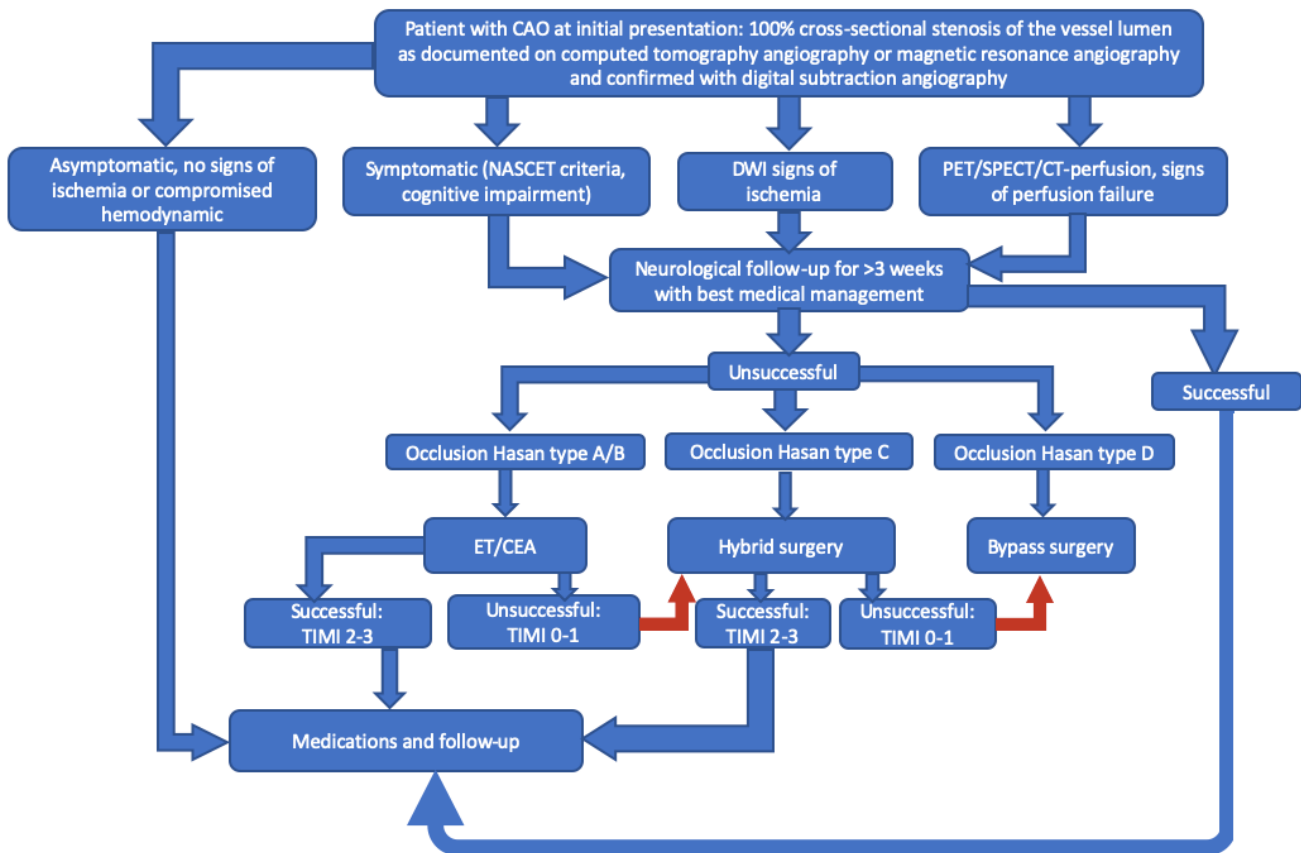 Patient with CAO at initial presentation: 100% cross-sectional stenosis of the vessel lumen
as documented on computed tomography angiography or magnetic resonance angiography
and confirmed with digital subtraction angiography
Asymptomatic, no signs of
ischemia or compromised
hemodynamic
Symptomatic (NASCET criteria,
cognitive impairment)
DWI signs of
ischemia
PET/SPECT/CT-perfusion, signs
of perfusion failure
Neurological follow-up for >3 weeks
with best medical management
Unsuccessful
Successful
Occlusion Hasan type A/B
Occlusion Hasan type C
Occlusion Hasan type D
ET/CEA
Hybrid surgery
Bypass surgery
Successful:
TIMI 2-3
Unsuccessful:
TIMI 0-1
Successful:
TIMI 2-3
Unsuccessful:
TIMI 0-1
Medications and follow-up